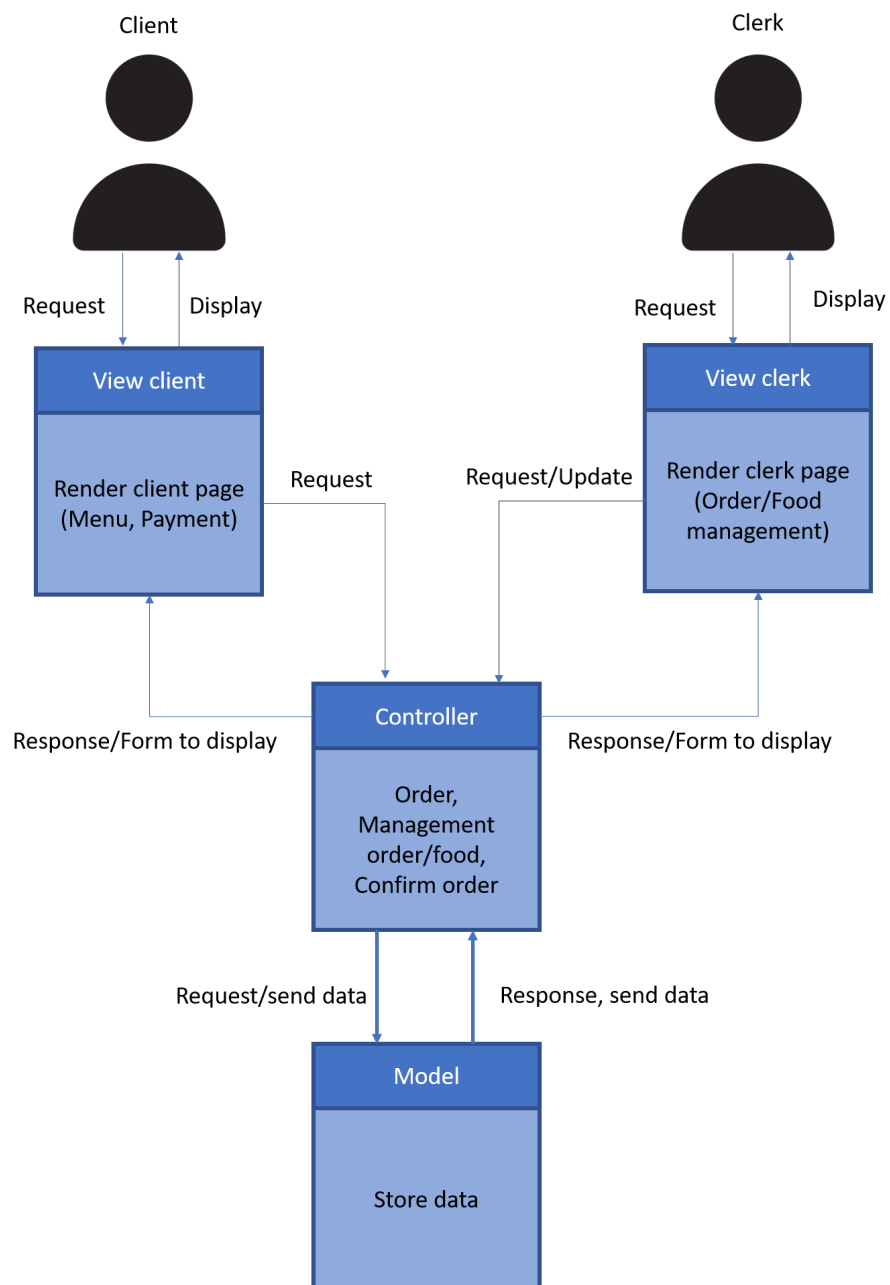 Client
Clerk
Request
Display
Request
Display
View client
View clerk
Render client page
(Menu, Payment)
Request
Request/Update
Render clerk page
(Order/Food
management)
Controller
Response/Form to display
Response/Form to display
Order,
Management
order/food,
Confirm order
Request/send data
Response, send data
Model
Store data